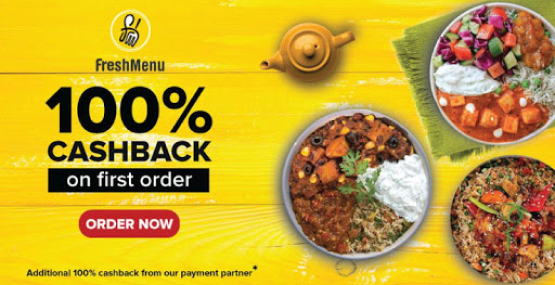 FreshMenu
100%
CASHBACK
on first order
ORDER NOW
Additional 100% cashback from our payment partner*